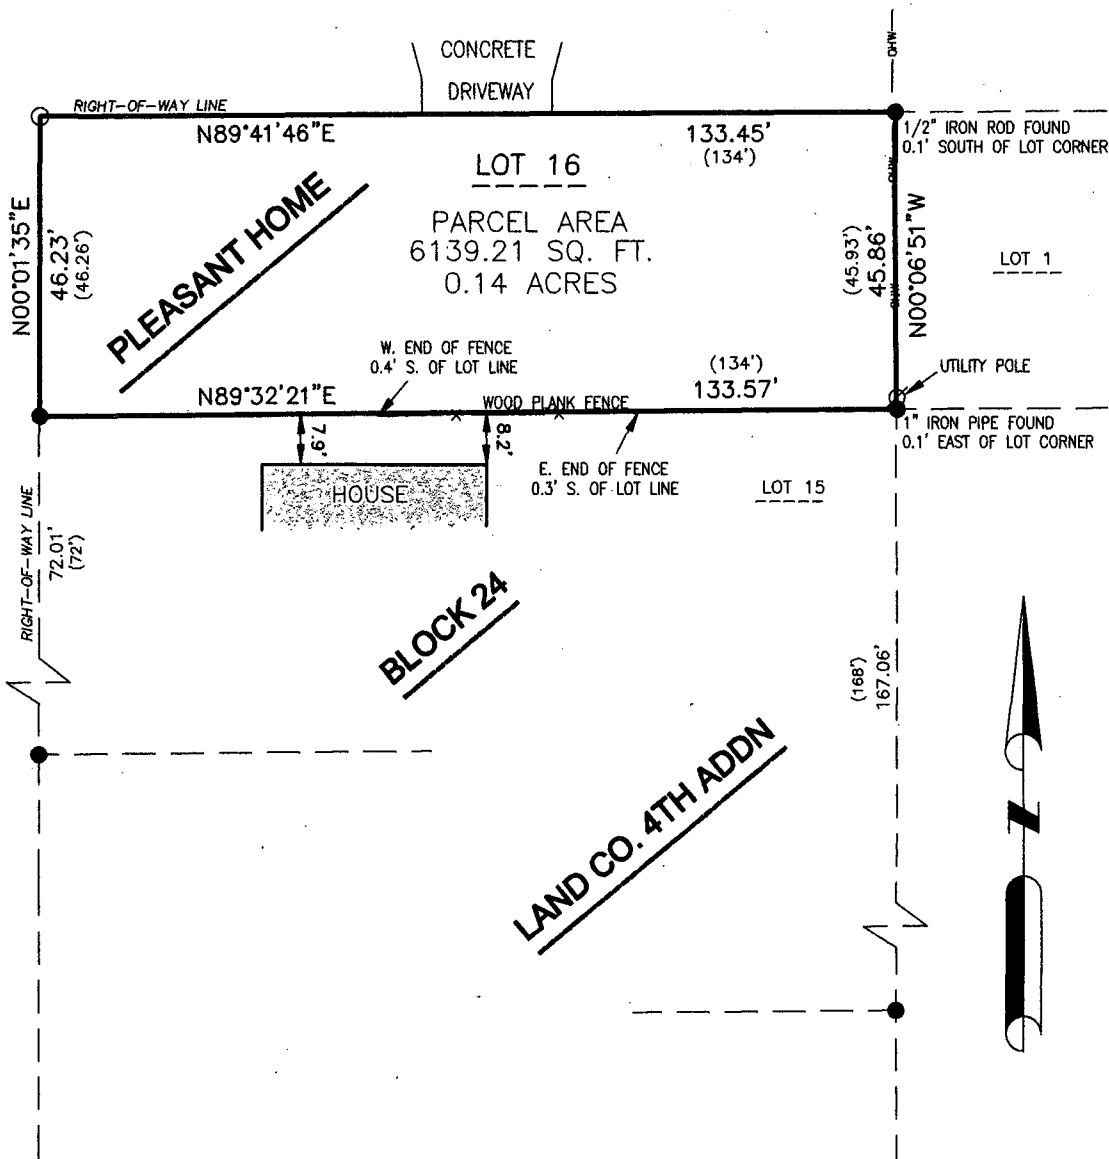 OHW
CONCRETE
DRIVEWAY
RIGHT-OF-WAY LINE
N89°41'46"E
133.45'
(134')
1/2" IRON ROD FOUND
0.1' SOUTH OF LOT CORNER
LOT 16
PARCEL AREA
6139.21 SQ. FT.
0.14 ACRES
N00°01'35"E
46.23'
(46.26')
PLEASANT HOME
OHW
(45.93')
45.86'
OHW
N00°06'51"W
LOT 1
W. END OF FENCE
0.4' S. OF LOT LINE
N89°32'21"E
WOOD PLANK FENCE
(134')
133.57'
UTILITY POLE
1" IRON PIPE FOUND
0.1' EAST OF LOT CORNER
7.9'
8.2'
HOUSE
E. END OF FENCE
0.3' S. OF LOT LINE
LOT 15
RIGHT-OF-WAY LINE
72.01'
(72')
BLOCK 24
(168')
167.06'
LAND CO. 4TH ADDN
Z